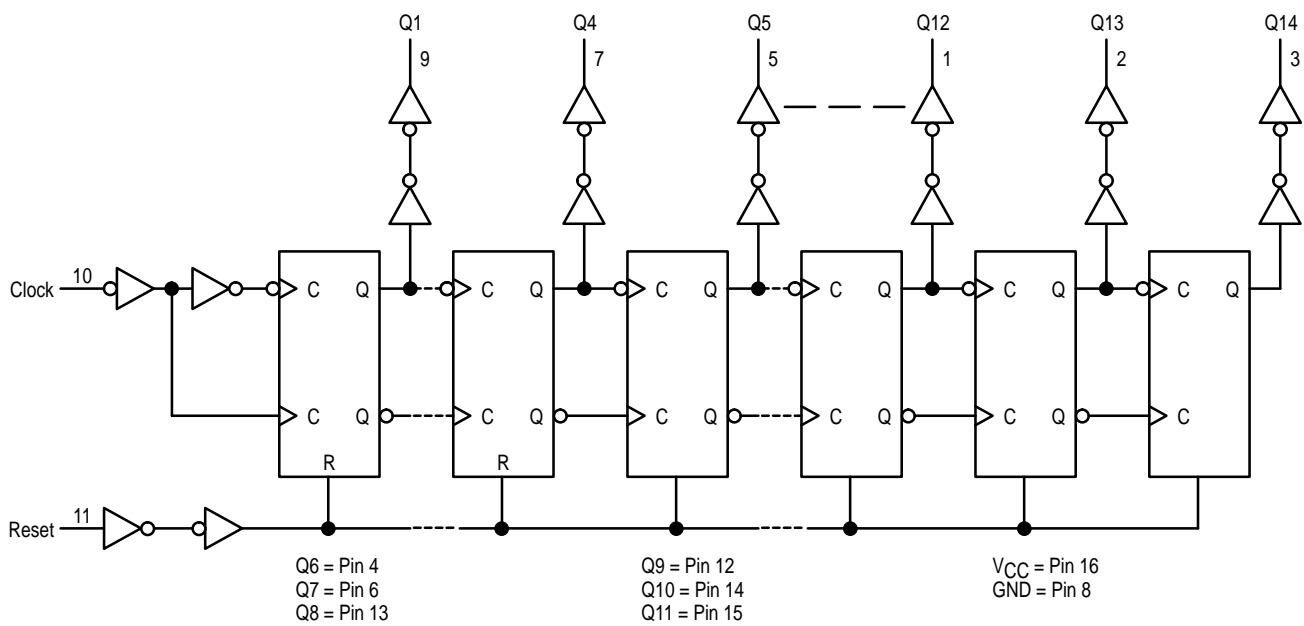 Q1 Q4 Q5 Q12 Q13 Q14
9 7 5 1 2 3
Clock 10
C Q C Q C Q C Q C Q C Q
C Q C Q C Q C Q C Q C
R R
Reset 11
Q6 = Pin 4
Q7 = Pin 6
Q8 = Pin 13
Q9 = Pin 12
Q10 = Pin 14
Q11 = Pin 15
VCC = Pin 16
GND = Pin 8